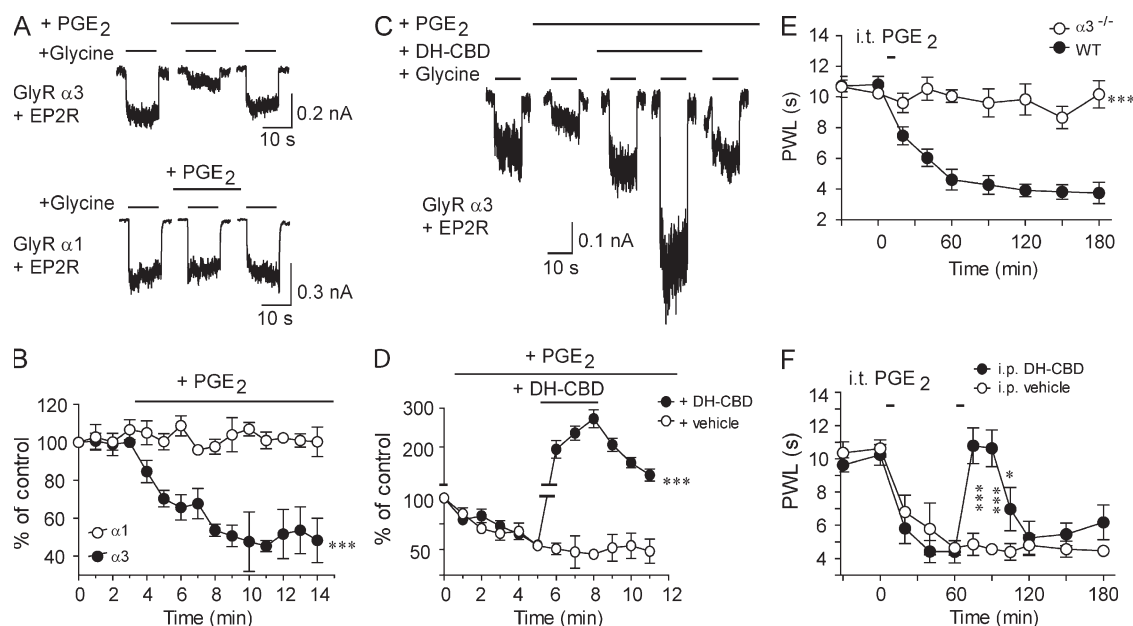 A
+ PGE2
+Glycine
GlyR α3
+ EP2R
0.2 nA
10 s
+ PGE2
+Glycine
GlyR α1
+ EP2R
0.3 nA
10 s
B
+ PGE2
% of control
120
100
80
60
40
α1
α3
***
0 2 4 6 8 10 12 14
Time (min)
C
+ PGE2
+ DH-CBD
+ Glycine
GlyR α3
+ EP2R
0.1 nA
10 s
D
+ PGE2
+ DH-CBD
+ DH-CBD
+ vehicle
% of control
300
200
100
50
***
0 2 4 6 8 10 12
Time (min)
E
i.t. PGE2
α3 -/-
WT
PWL (s)
14
12
10
8
6
4
2
***
0 60 120 180
Time (min)
F
i.t. PGE2
i.p. DH-CBD
i.p. vehicle
PWL (s)
14
12
10
8
6
4
***
***
*
0 60 120 180
Time (min)